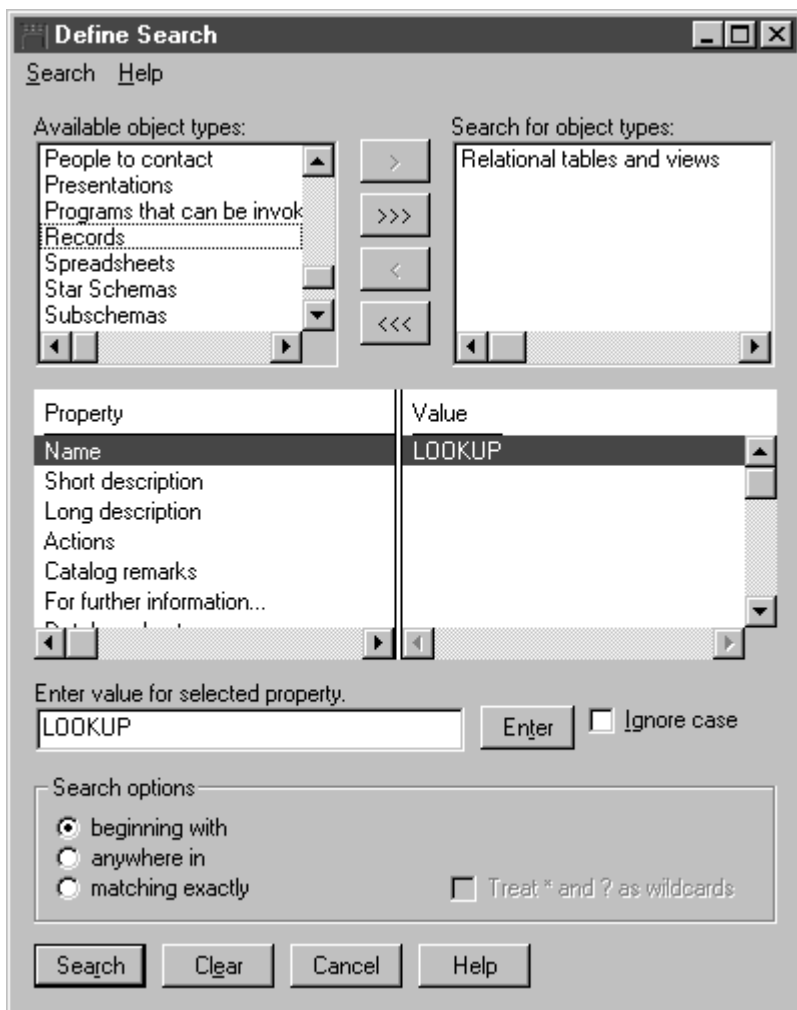 Define Search
Search Help
Available object types:
Search for object types:
People to contact
Presentations
Programs that can be invok
Records
Spreadsheets
Star Schemas
Subschemas
>
>>>
<
<<<
Relational tables and views
Property Value
Name LOOKUP
Short description
Long description
Actions
Catalog remarks
For further information...
Enter value for selected property.
LOOKUP Enter Ignore case
Search options
beginning with
anywhere in
matching exactly Treat * and ? as wildcards
Search Clear Cancel Help